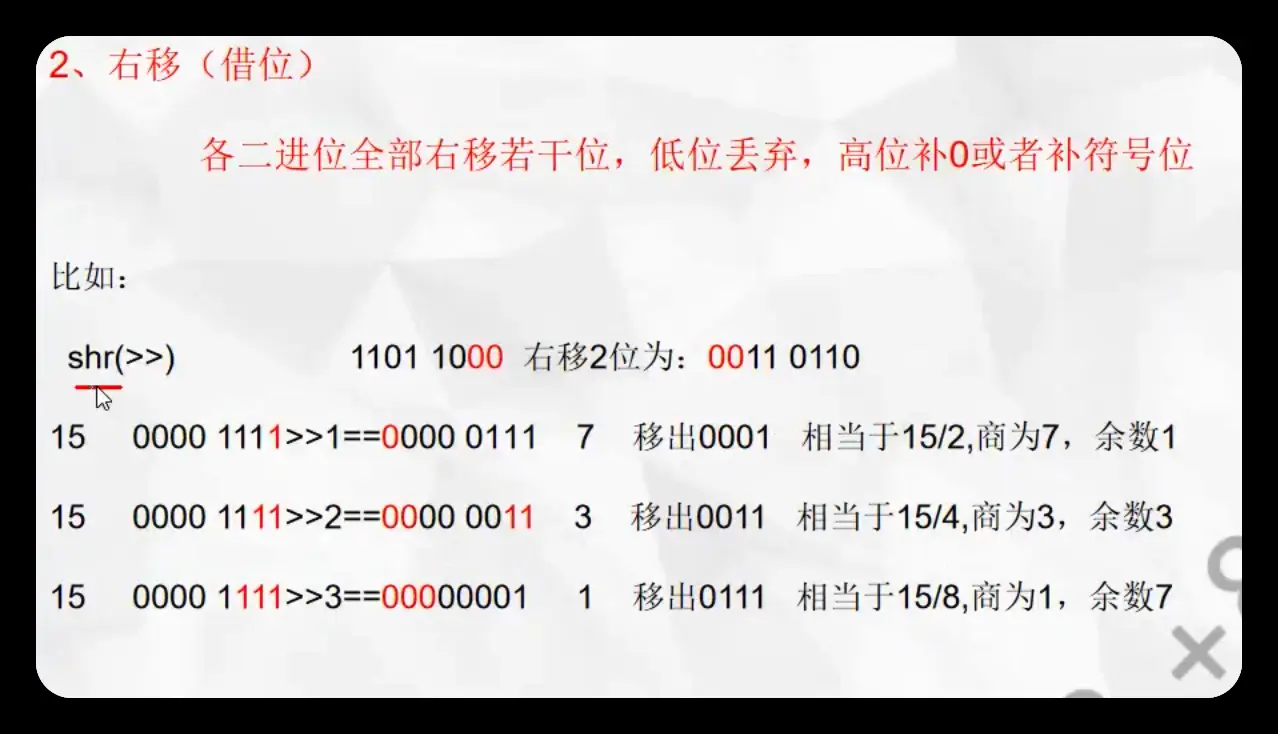 2、右移（借位）
各二进位全部右移若干位，低位丢弃，高位补0或者补符号位
比如：
shr(>>) 1101 1000 右移2位为：0011 0110
15 0000 1111>>1==0000 0111 7 移出0001 相当于15/2,商为7，余数1
15 0000 1111>>2==0000 0011 3 移出0011 相当于15/4,商为3，余数3
15 0000 1111>>3==00000001 1 移出0111 相当于15/8,商为1，余数7